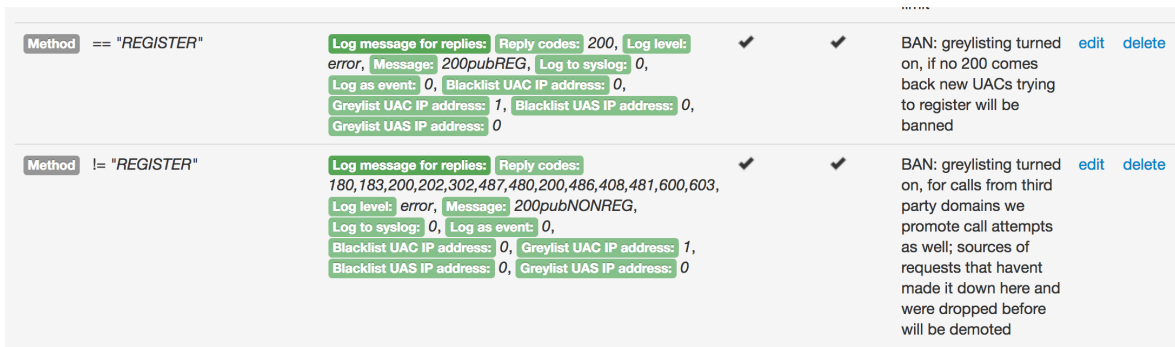 Method == "REGISTER"
Log message for replies: Reply codes: 200, Log level:
error, Message: 200pubREG, Log to syslog: 0,
Log as event: 0, Blacklist UAC IP address: 0,
Greylist UAC IP address: 1, Blacklist UAS IP address: 0,
Greylist UAS IP address: 0
BAN: greylisting turned
on, if no 200 comes
back new UACs trying
to register will be
banned
edit delete
Method != "REGISTER"
Log message for replies: Reply codes:
180,183,200,202,302,487,480,200,486,408,481,600,603,
Log level: error, Message: 200pubNONREG,
Log to syslog: 0, Log as event: 0,
Blacklist UAC IP address: 0, Greylist UAC IP address: 1,
Blacklist UAS IP address: 0, Greylist UAS IP address: 0
BAN: greylisting turned
on, for calls from third
party domains we
promote call attempts
as well; sources of
requests that havent
made it down here and
were dropped before
will be demoted
edit delete